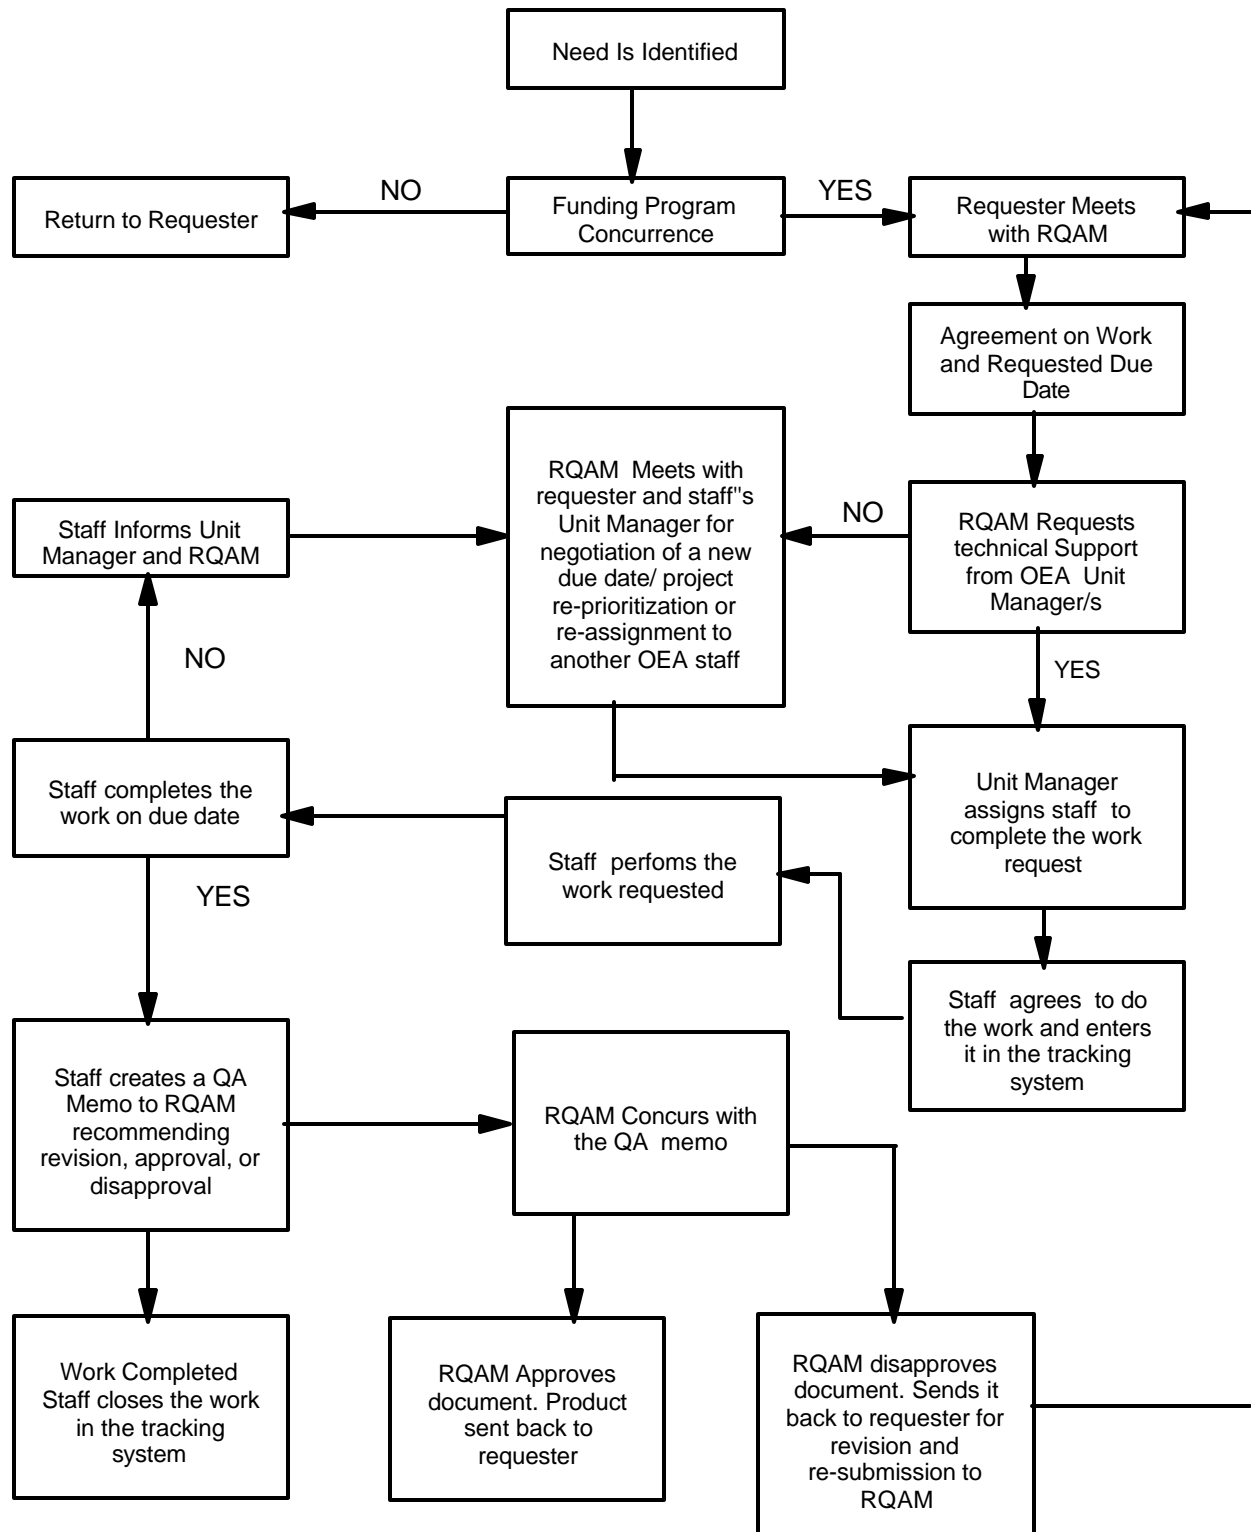 Need Is Identified
NO
YES
Return to Requester
Funding Program
Concurrence
Requester Meets
with RQAM
Agreement on Work
and Requested Due
Date
RQAM Meets with
requester and staff"s
Unit Manager for
negotiation of a new
due date/ project
re-prioritization or
re-assignment to
another OEA staff
Staff Informs Unit
Manager and RQAM
NO
RQAM Requests
technical Support
from OEA Unit
Manager/s
NO
YES
Staff completes the
work on due date
Unit Manager
assigns staff to
complete the work
request
Staff perfoms the
work requested
YES
Staff agrees to do
the work and enters
it in the tracking
system
Staff creates a QA
Memo to RQAM
recommending
revision, approval, or
disapproval
RQAM Concurs with
the QA memo
Work Completed
Staff closes the work
in the tracking
system
RQAM Approves
document. Product
sent back to
requester
RQAM disapproves
document. Sends it
back to requester for
revision and
re-submission to
RQAM